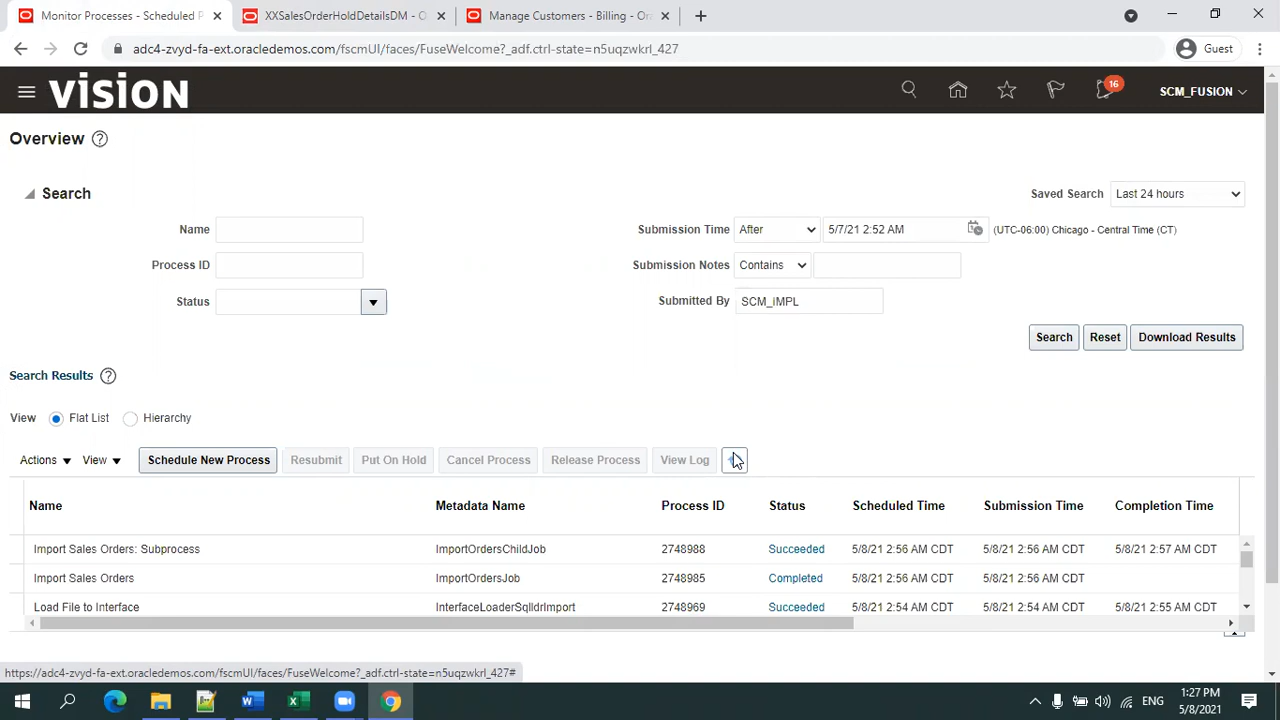 Monitor Processes - Scheduled P
XXSalesOrderHoldDetailsDM - O
Manage Customers - Billing - Or
adc4-zvyd-fa-ext.oracledemos.com/fscmUI/faces/FuseWelcome?_adf.ctrl-state=n5uqzwkrl_427
Guest
vision
16
SCM_FUSION
Overview
Search
Saved Search Last 24 hours
Name
Submission Time After 5/7/21 2:52 AM (UTC-06:00) Chicago - Central Time (CT)
Process ID
Submission Notes Contains
Status
Submitted By SCM_iMPL
Search Reset Download Results
Search Results
View Flat List Hierarchy
Actions View Schedule New Process Resubmit Put On Hold Cancel Process Release Process View Log
Name Metadata Name Process ID Status Scheduled Time Submission Time Completion Time
Import Sales Orders: Subprocess ImportOrdersChildJob 2748988 Succeeded 5/8/21 2:56 AM CDT 5/8/21 2:56 AM CDT 5/8/21 2:57 AM CDT
Import Sales Orders ImportOrdersJob 2748985 Completed 5/8/21 2:56 AM CDT 5/8/21 2:56 AM CDT
Load File to Interface InterfaceLoaderSqlldrImport 2748969 Succeeded 5/8/21 2:54 AM CDT 5/8/21 2:54 AM CDT 5/8/21 2:55 AM CDT
https://adc4-zvyd-fa-ext.oracledemos.com/fscmUI/faces/FuseWelcome?_adf.ctrl-state=n5uqzwkrl_427#
ENG
1:27 PM
5/8/2021